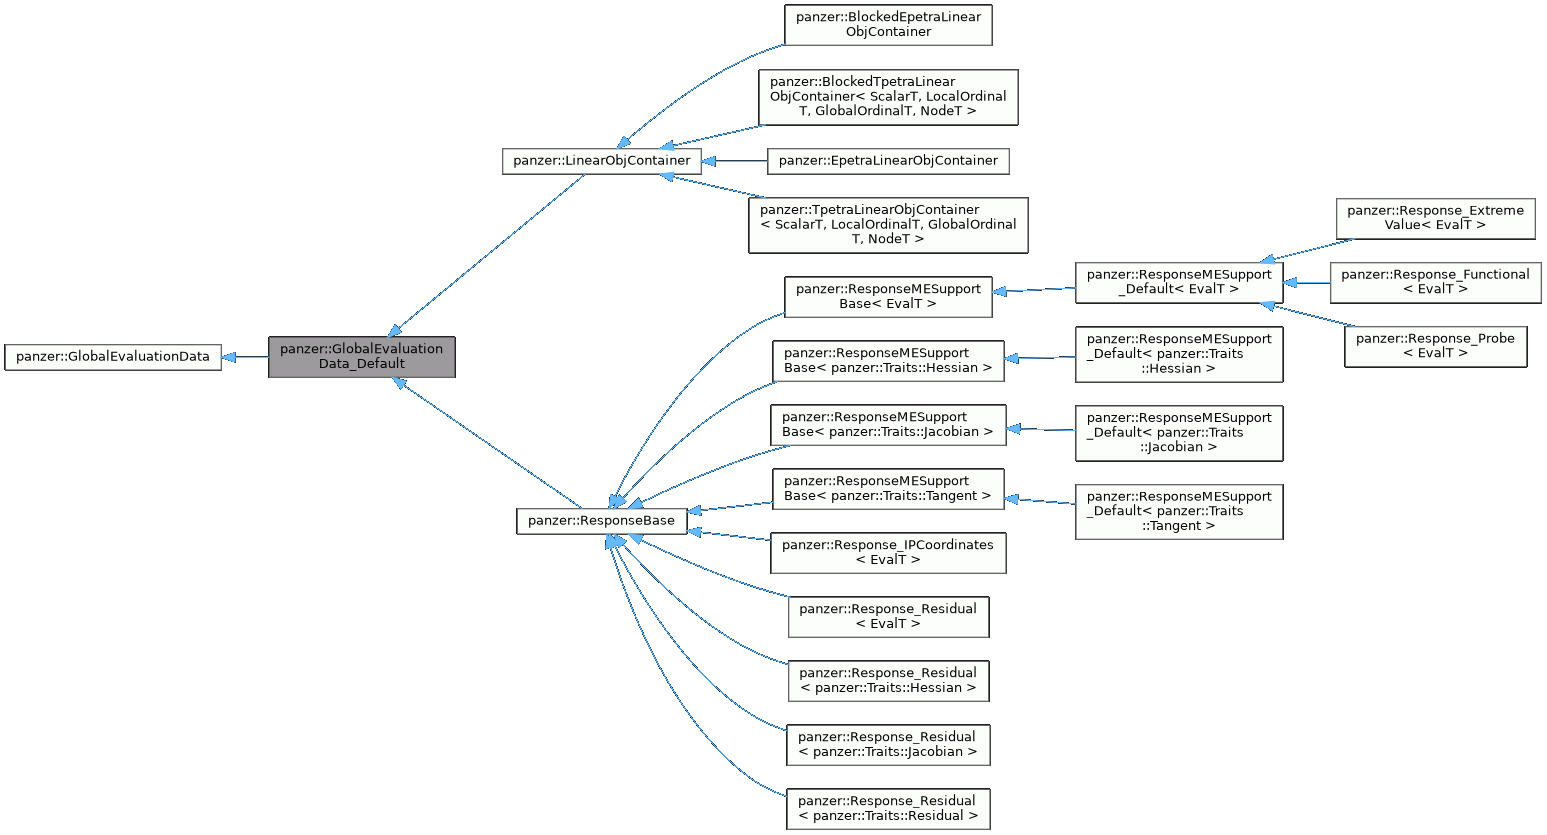 panzer::GlobalEvaluationData
panzer::GlobalEvaluation
Data_Default
panzer::LinearObjContainer
panzer::ResponseBase
panzer::BlockedEpetraLinear
ObjContainer
panzer::BlockedTpetraLinear
ObjContainer< ScalarT, LocalOrdinal
T, GlobalOrdinalT, NodeT >
panzer::EpetraLinearObjContainer
panzer::TpetraLinearObjContainer
< ScalarT, LocalOrdinalT, GlobalOrdinal
T, NodeT >
panzer::ResponseMESupport
Base< EvalT >
panzer::ResponseMESupport
Base< panzer::Traits::Hessian >
panzer::ResponseMESupport
Base< panzer::Traits::Jacobian >
panzer::ResponseMESupport
Base< panzer::Traits::Tangent >
panzer::Response_IPCoordinates
< EvalT >
panzer::Response_Residual
< EvalT >
panzer::Response_Residual
< panzer::Traits::Hessian >
panzer::Response_Residual
< panzer::Traits::Jacobian >
panzer::Response_Residual
< panzer::Traits::Residual >
panzer::ResponseMESupport
_Default< EvalT >
panzer::ResponseMESupport
_Default< panzer::Traits
::Hessian >
panzer::ResponseMESupport
_Default< panzer::Traits
::Jacobian >
panzer::ResponseMESupport
_Default< panzer::Traits
::Tangent >
panzer::Response_Extreme
Value< EvalT >
panzer::Response_Functional
< EvalT >
panzer::Response_Probe
< EvalT >